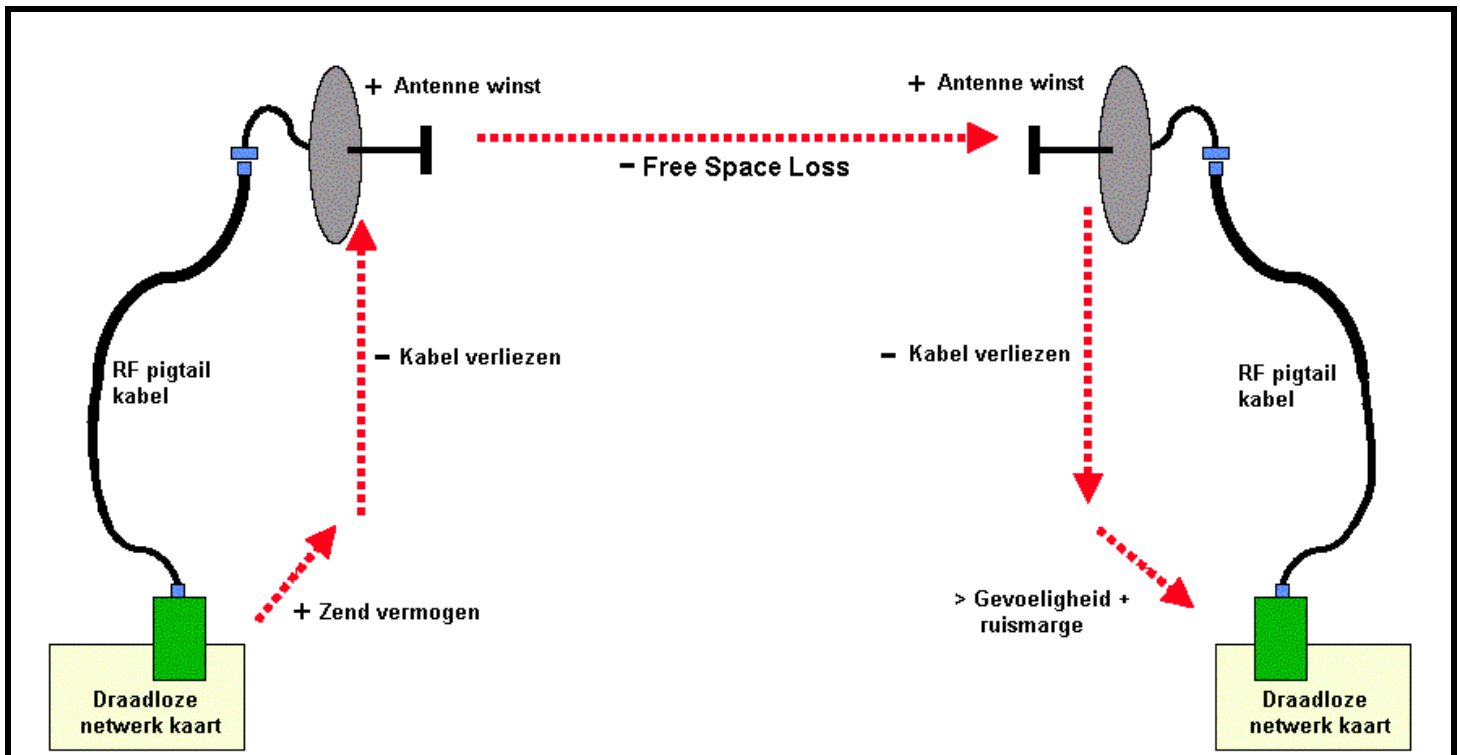 + Antenne winst
+ Antenne winst
- Free Space Loss
- Kabel verliezen
- Kabel verliezen
RF pigtail
kabel
RF pigtail
kabel
+ Zend vermogen
> Gevoeligheid +
ruismarge
Draadloze
netwerk kaart
Draadloze
netwerk kaart